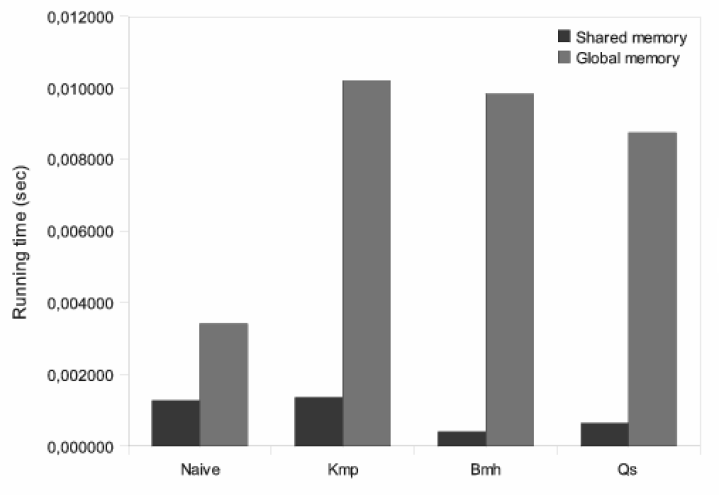 0,012000
Shared memory
Global memory
0,010000
0,008000
0,006000
0,004000
0,002000
0,000000
Running time (sec)
Naive Kmp Bmh Qs